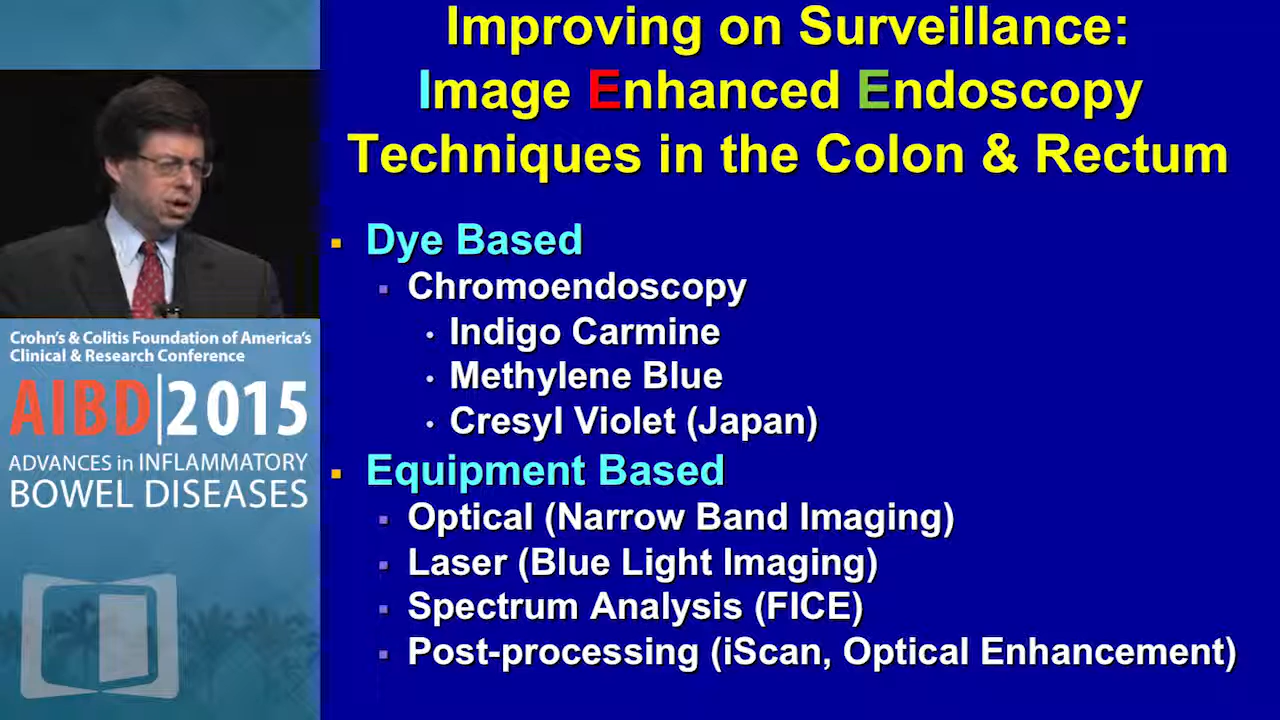 Improving on Surveillance:
Image Enhanced Endoscopy
Techniques in the Colon & Rectum
Dye Based
Chromoendoscopy
Indigo Carmine
Methylene Blue
Cresyl Violet (Japan)
Equipment Based
Optical (Narrow Band Imaging)
Laser (Blue Light Imaging)
Spectrum Analysis (FICE)
Post-processing (iScan, Optical Enhancement)
Crohn's & Colitis Foundation of America's
Clinical & Research Conference
AIBD|2015
ADVANCES in INFLAMMATORY
BOWEL DISEASES